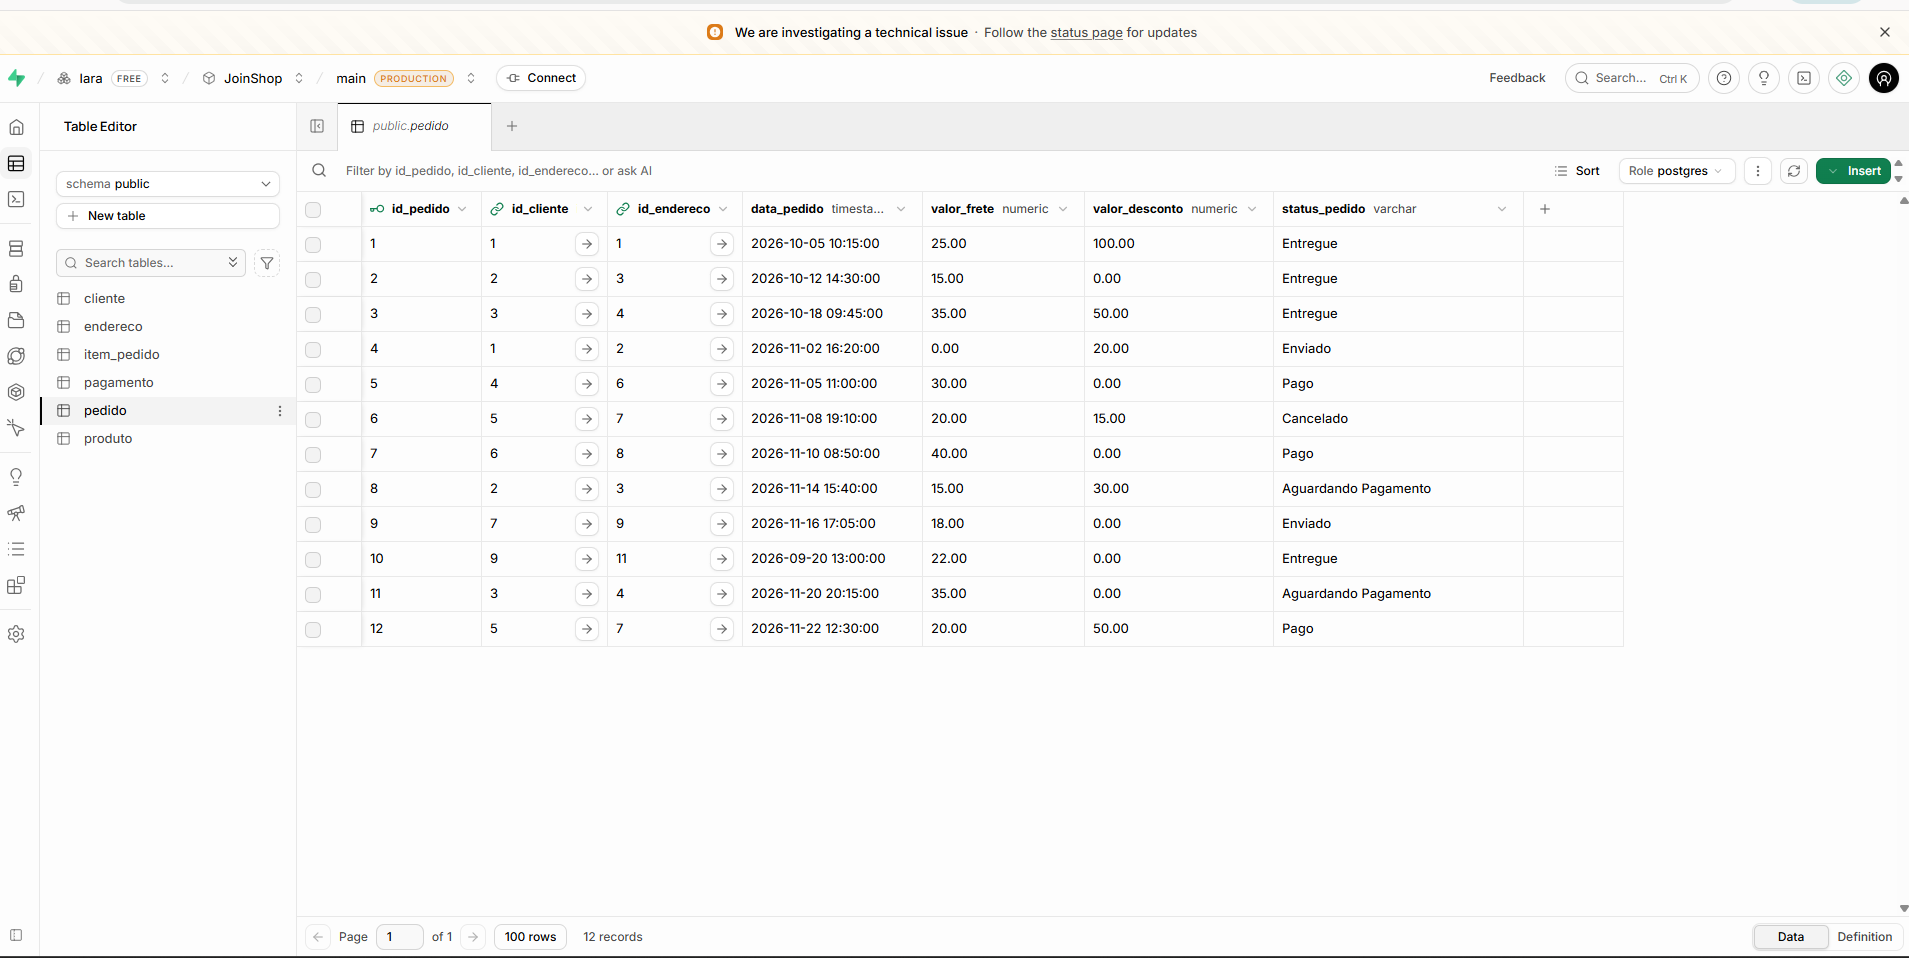 We are investigating a technical issue · Follow the status page for updates
lara FREE / JoinShop / main PRODUCTION Connect Feedback Search... Ctrl K
Table Editor
public.pedido
schema public
New table
Search tables...
cliente
endereco
item_pedido
pagamento
pedido
produto
Filter by id_pedido, id_cliente, id_endereco... or ask AI Sort Role postgres Insert
id_pedido id_cliente id_endereco data_pedido timesta... valor_frete numeric valor_desconto numeric status_pedido varchar
1 1 1 2026-10-05 10:15:00 25.00 100.00 Entregue
2 2 3 2026-10-12 14:30:00 15.00 0.00 Entregue
3 3 4 2026-10-18 09:45:00 35.00 50.00 Entregue
4 1 2 2026-11-02 16:20:00 0.00 20.00 Enviado
5 4 6 2026-11-05 11:00:00 30.00 0.00 Pago
6 5 7 2026-11-08 19:10:00 20.00 15.00 Cancelado
7 6 8 2026-11-10 08:50:00 40.00 0.00 Pago
8 2 3 2026-11-14 15:40:00 15.00 30.00 Aguardando Pagamento
9 7 9 2026-11-16 17:05:00 18.00 0.00 Enviado
10 9 11 2026-09-20 13:00:00 22.00 0.00 Entregue
11 3 4 2026-11-20 20:15:00 35.00 0.00 Aguardando Pagamento
12 5 7 2026-11-22 12:30:00 20.00 50.00 Pago
Page 1 of 1 100 rows 12 records Data Definition